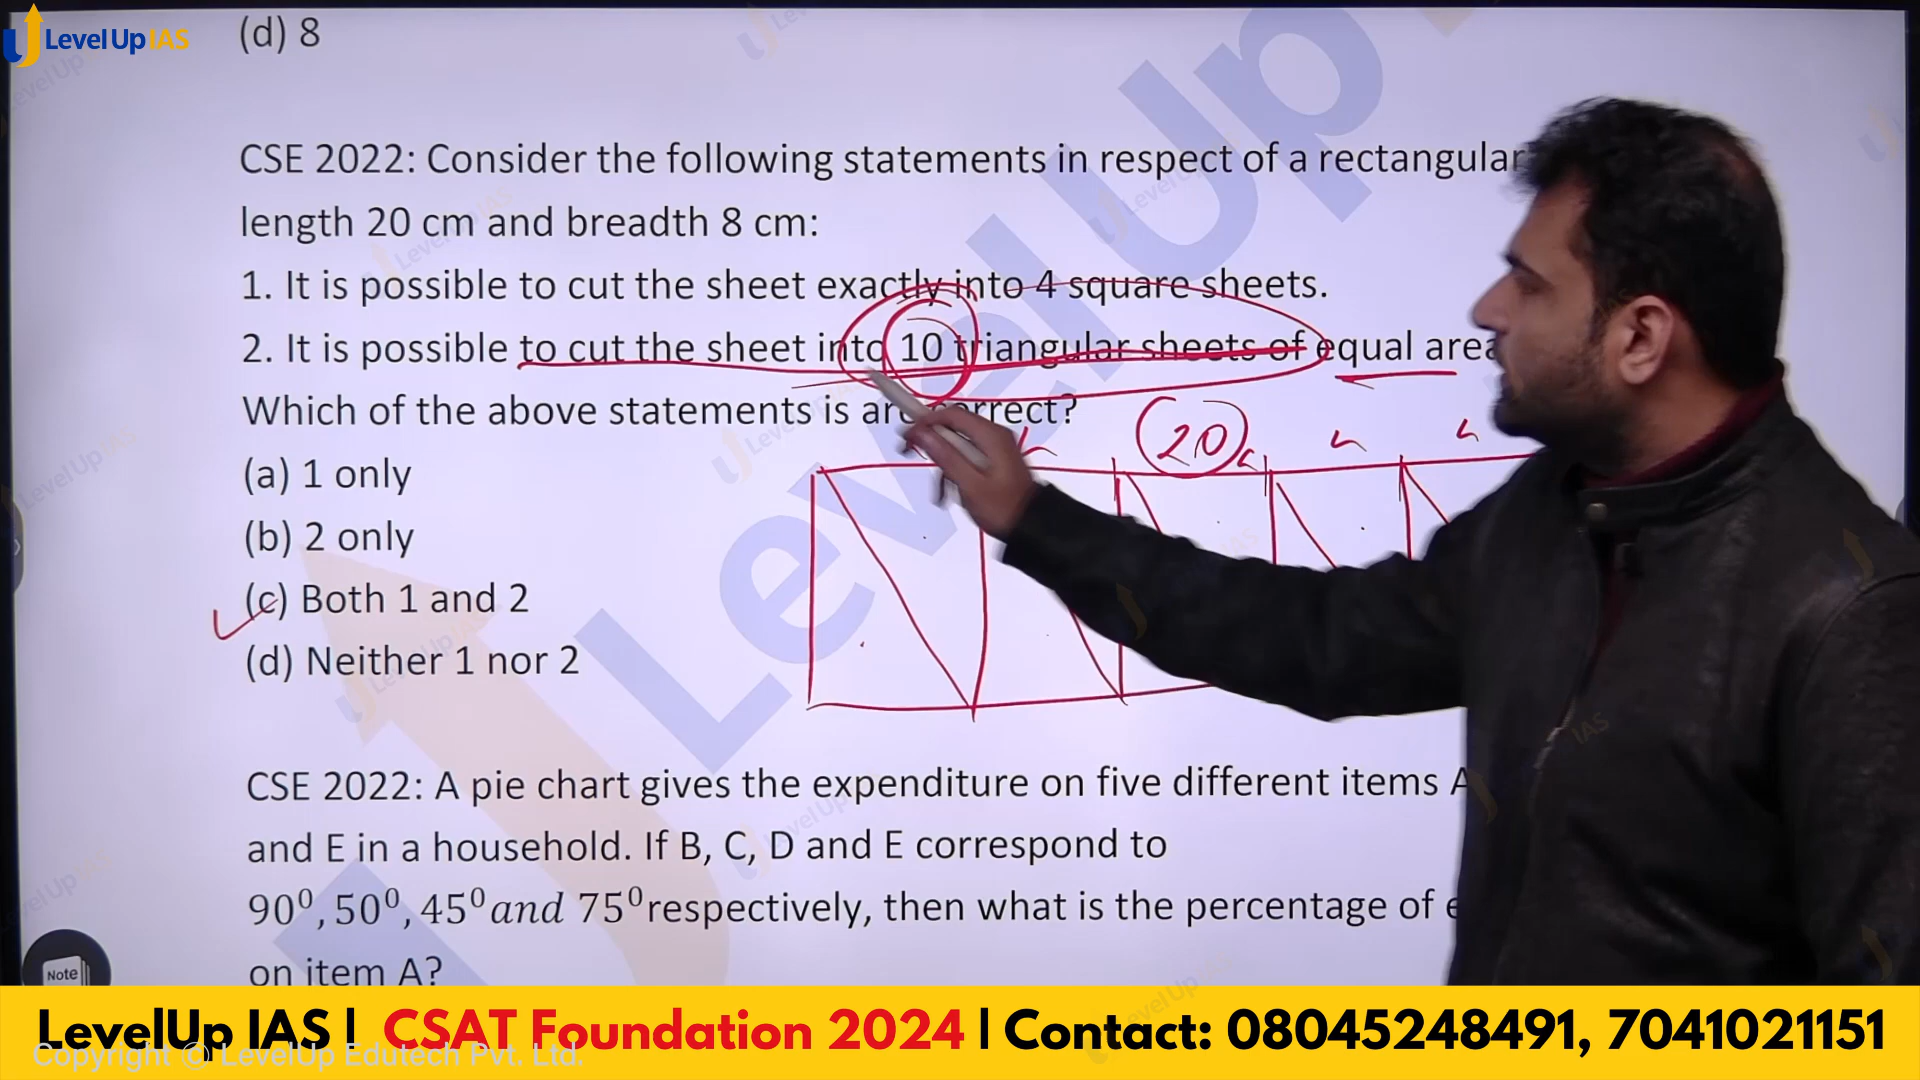 LevelUp IAS
(d) 8
CSE 2022: Consider the following statements in respect of a rectangular
length 20 cm and breadth 8 cm:
1. It is possible to cut the sheet exactly into 4 square sheets.
2. It is possible to cut the sheet into 10 triangular sheets of equal area
Which of the above statements is are correct?
20
(a) 1 only
(b) 2 only
(c) Both 1 and 2
(d) Neither 1 nor 2
CSE 2022: A pie chart gives the expenditure on five different items A
and E in a household. If B, C, D and E correspond to
90⁰, 50⁰, 45⁰ and 75⁰ respectively, then what is the percentage of e
on item A?
Note
LevelUp IAS | CSAT Foundation 2024 | Contact: 08045248491, 7041021151
Copyright © LevelUp Edutech Pvt. Ltd.